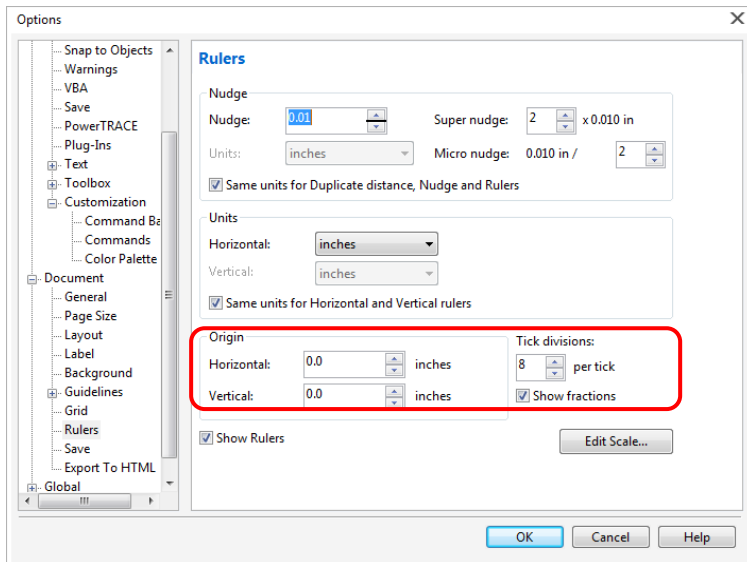 Options
Snap to Objects
Warnings
VBA
Save
PowerTRACE
Plug-Ins
Text
Toolbox
Customization
Command Ba
Commands
Color Palette
Document
General
Page Size
Layout
Label
Background
Guidelines
Grid
Rulers
Save
Export To HTML
Global
Rulers
Nudge
Nudge: 0.01 Super nudge: 2 x 0.010 in
Units: inches Micro nudge: 0.010 in / 2
Same units for Duplicate distance, Nudge and Rulers
Units
Horizontal: inches
Vertical: inches
Same units for Horizontal and Vertical rulers
Origin
Horizontal: 0.0 inches
Vertical: 0.0 inches
Tick divisions:
8 per tick
Show fractions
Show Rulers
Edit Scale...
OK Cancel Help